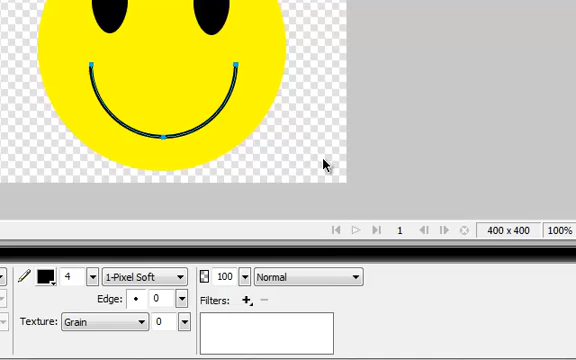 1 400 x 400 100%
4 1-Pixel Soft 100 Normal
Edge: 0 Filters:
Texture: Grain 0